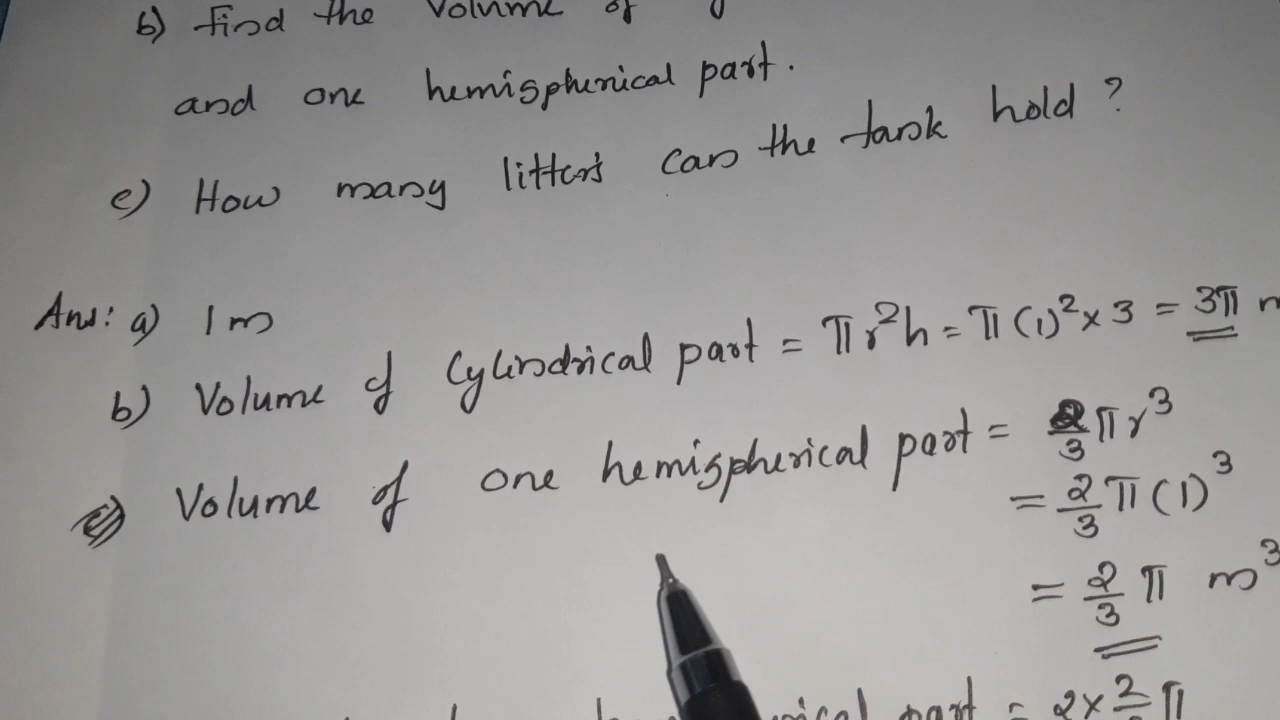 b) find the volume of
and one hemispherical part.
c) How many litters can the tank hold ?
Ans: a) 1 m
b) Volume of Cylindrical part = πr²h = π(1)² × 3 = 3π m
Volume of one hemispherical part = 2/3 πr³
= 2/3 π(1)³
= 2/3 π m³
part = 2 × 2/3 π